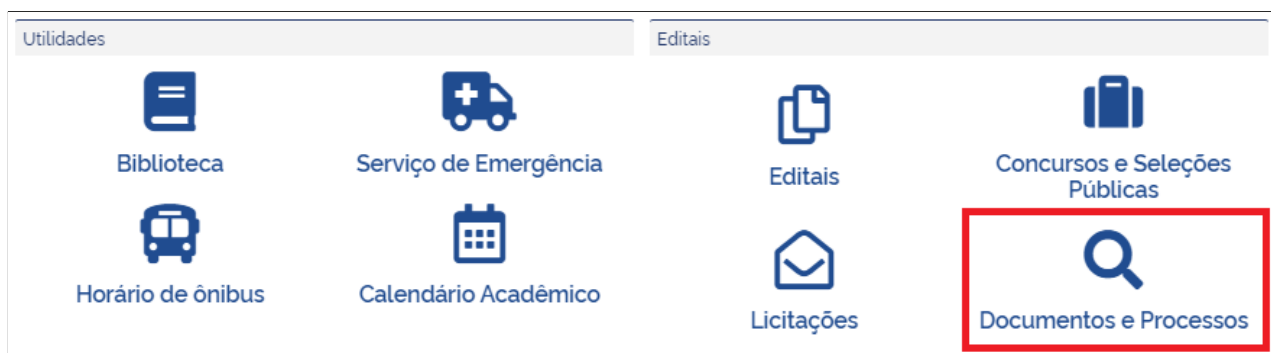 Utilidades
Biblioteca
Serviço de Emergência
Horário de ônibus
Calendário Acadêmico
Editais
Editais
Concursos e Seleções
Públicas
Licitações
Documentos e Processos